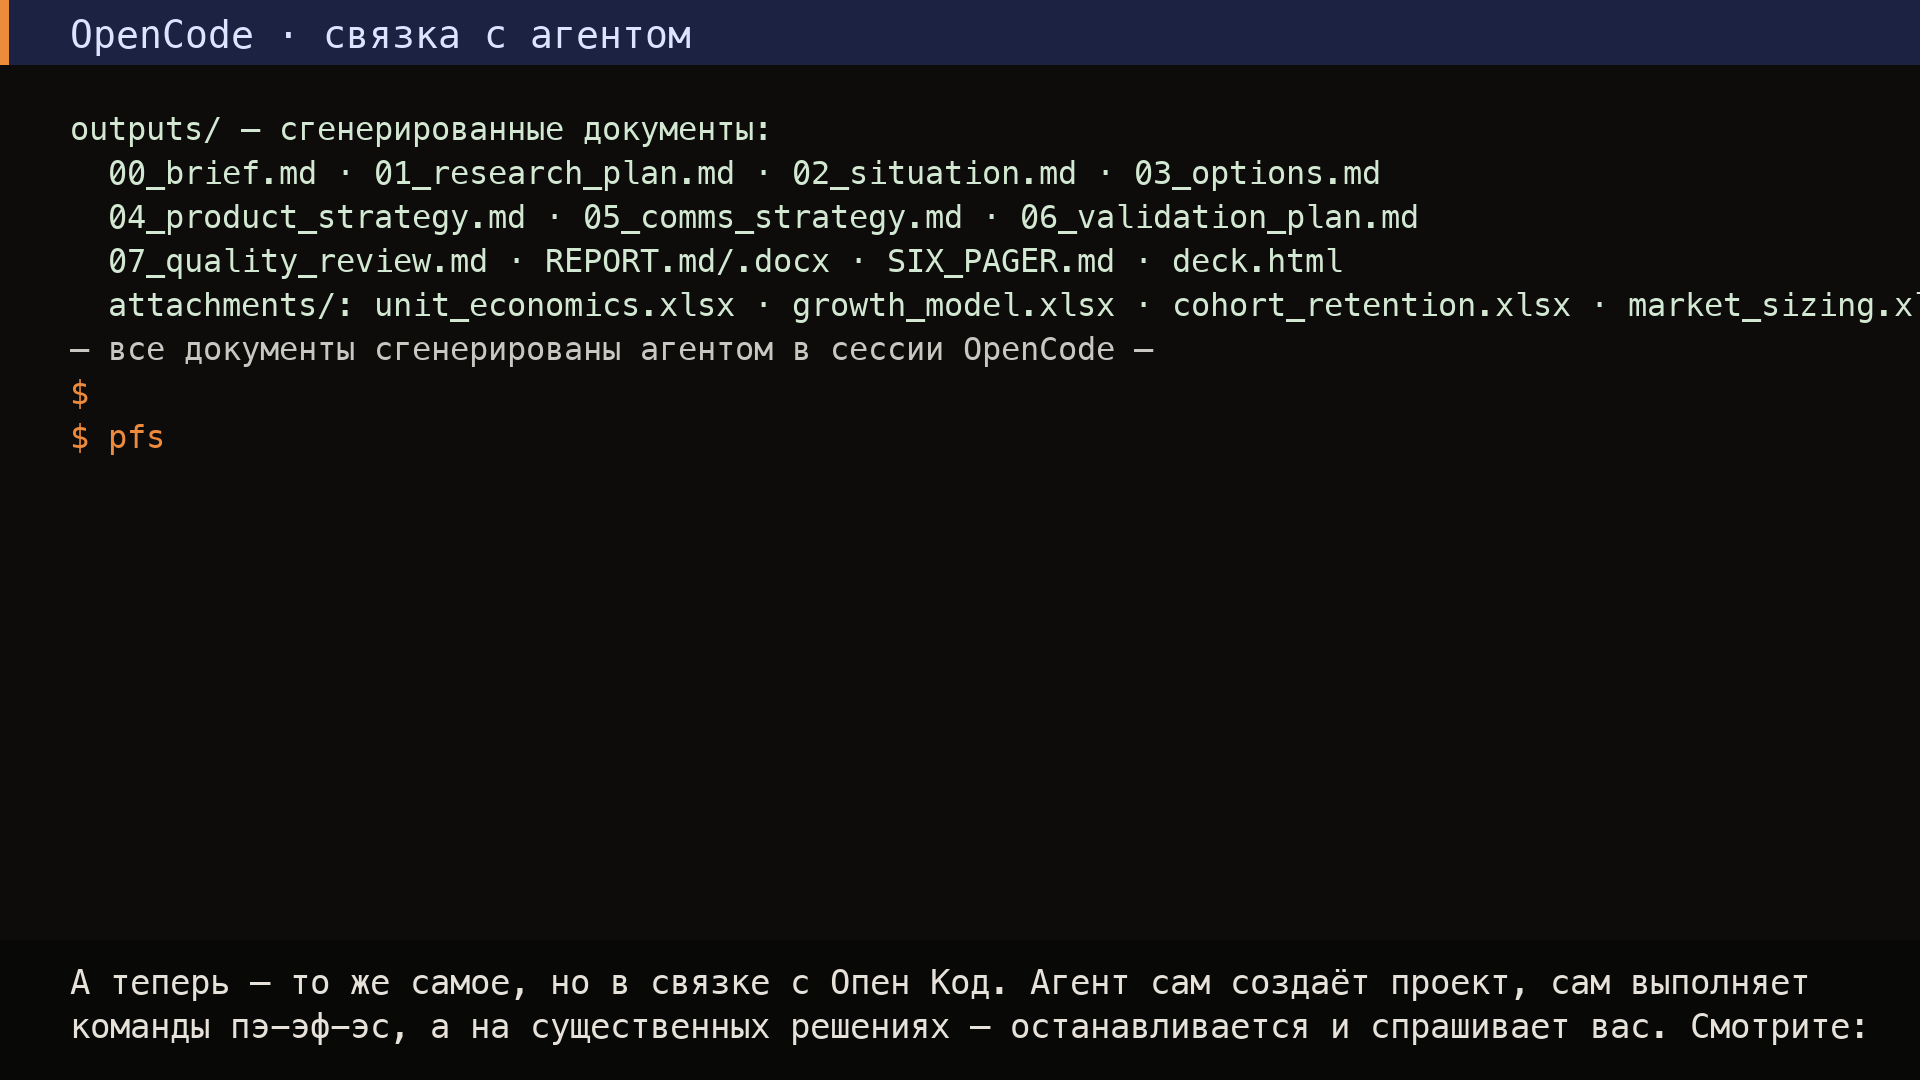 OpenCode · связка с агентом
outputs/ — сгенерированные документы:
00_brief.md · 01_research_plan.md · 02_situation.md · 03_options.md
04_product_strategy.md · 05_comms_strategy.md · 06_validation_plan.md
07_quality_review.md · REPORT.md/.docx · SIX_PAGER.md · deck.html
attachments/: unit_economics.xlsx · growth_model.xlsx · cohort_retention.xlsx · market_sizing.xl
— все документы сгенерированы агентом в сессии OpenCode —
$
$ pfs
А теперь — то же самое, но в связке с Опен Код. Агент сам создаёт проект, сам выполняет
команды пэ–эф–эс, а на существенных решениях — останавливается и спрашивает вас. Смотрите: